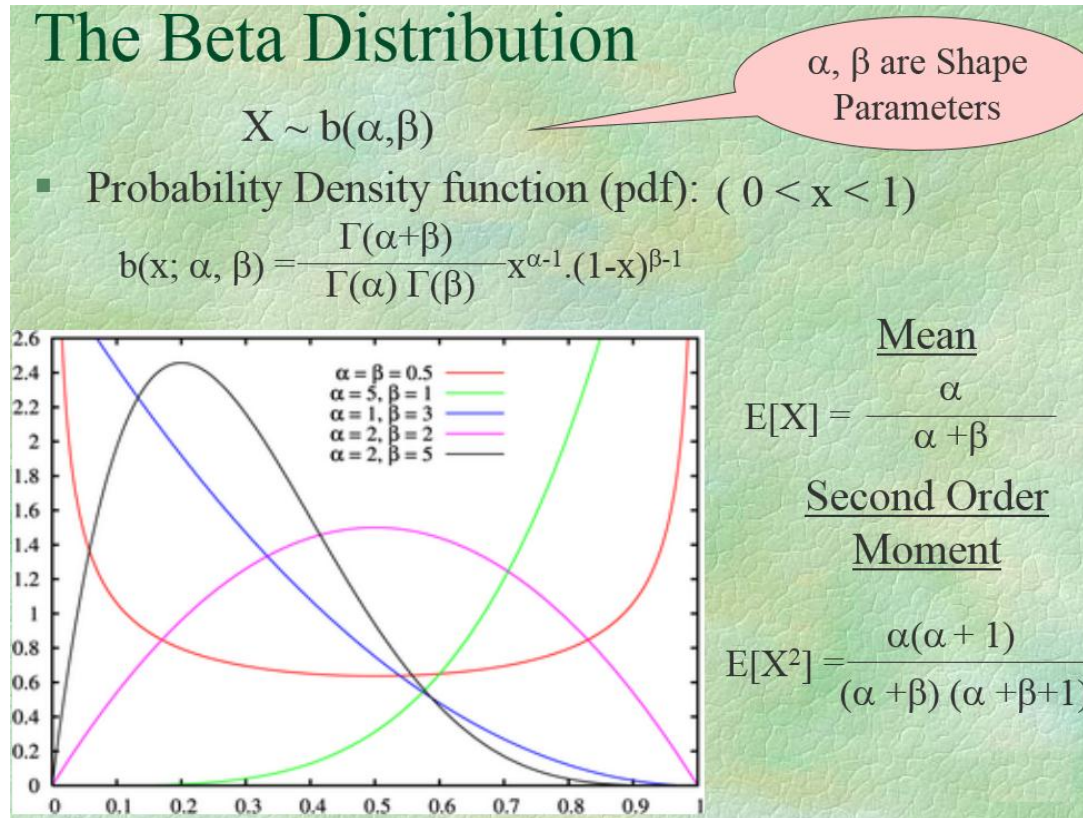 The Beta Distribution
α, β are Shape
Parameters
X ~ b(α,β)
▪ Probability Density function (pdf): ( 0 < x < 1)
Γ(α+β)
b(x; α, β) = x^α-1.(1-x)^β-1
Γ(α) Γ(β)
2.6
2.4
2.2
2
1.8
1.6
1.4
1.2
1
0.8
0.6
0.4
0.2
0
α = β = 0.5
α = 5, β = 1
α = 1, β = 3
α = 2, β = 2
α = 2, β = 5
0 0.1 0.2 0.3 0.4 0.5 0.6 0.7 0.8 0.9 1
Mean
α
E[X] =
α +β
Second Order
Moment
α(α + 1)
E[X²] =
(α +β) (α +β+1)